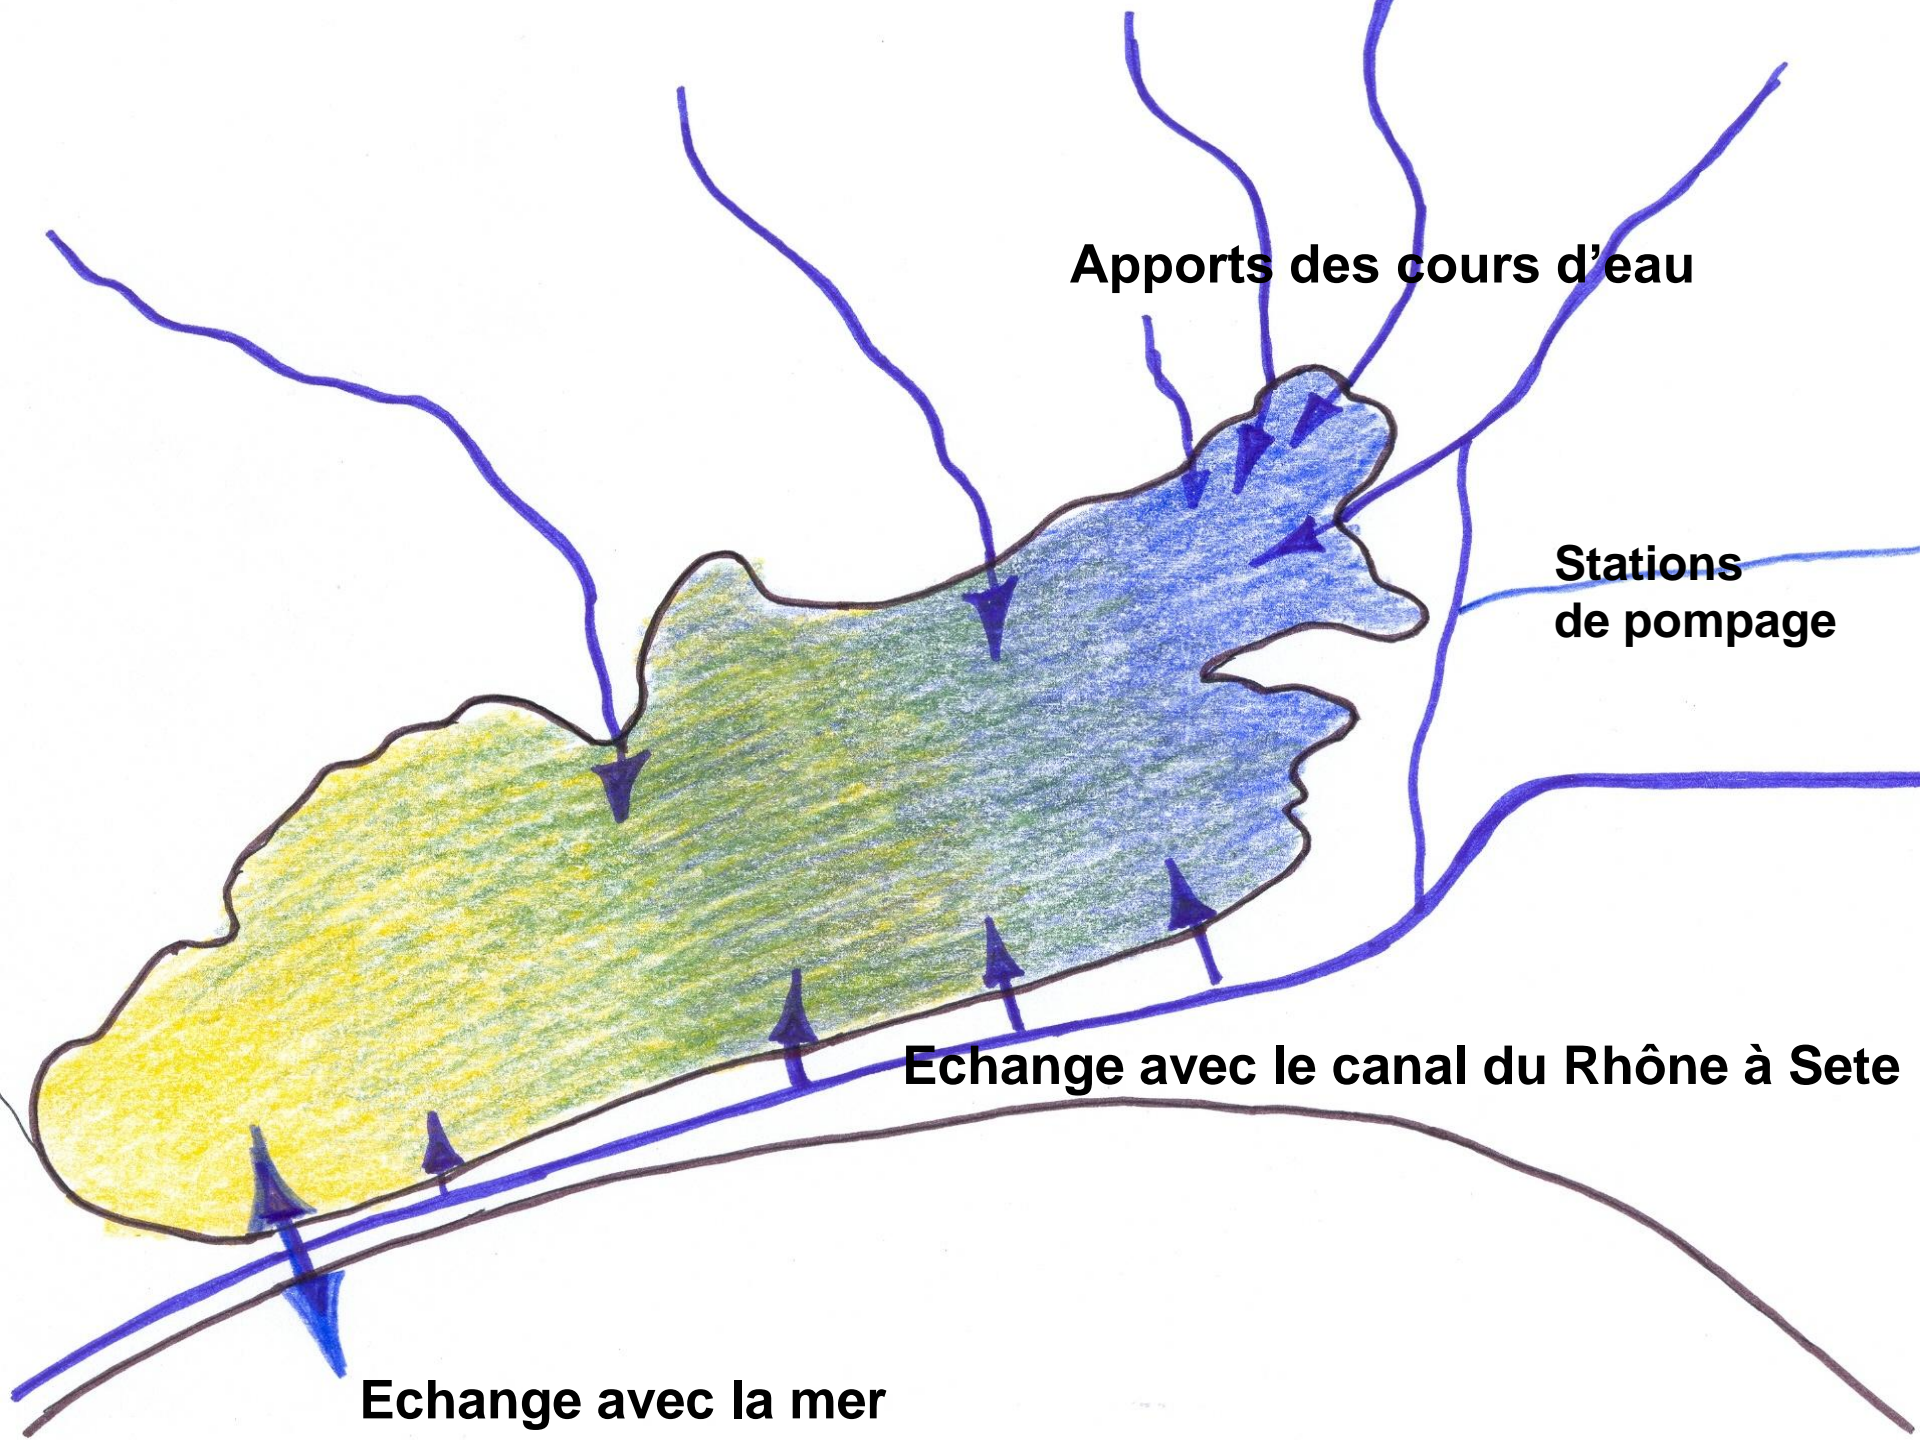 Apports des cours d’eau
Stations
de pompage
Echange avec le canal du Rhône à Sete
Echange avec la mer